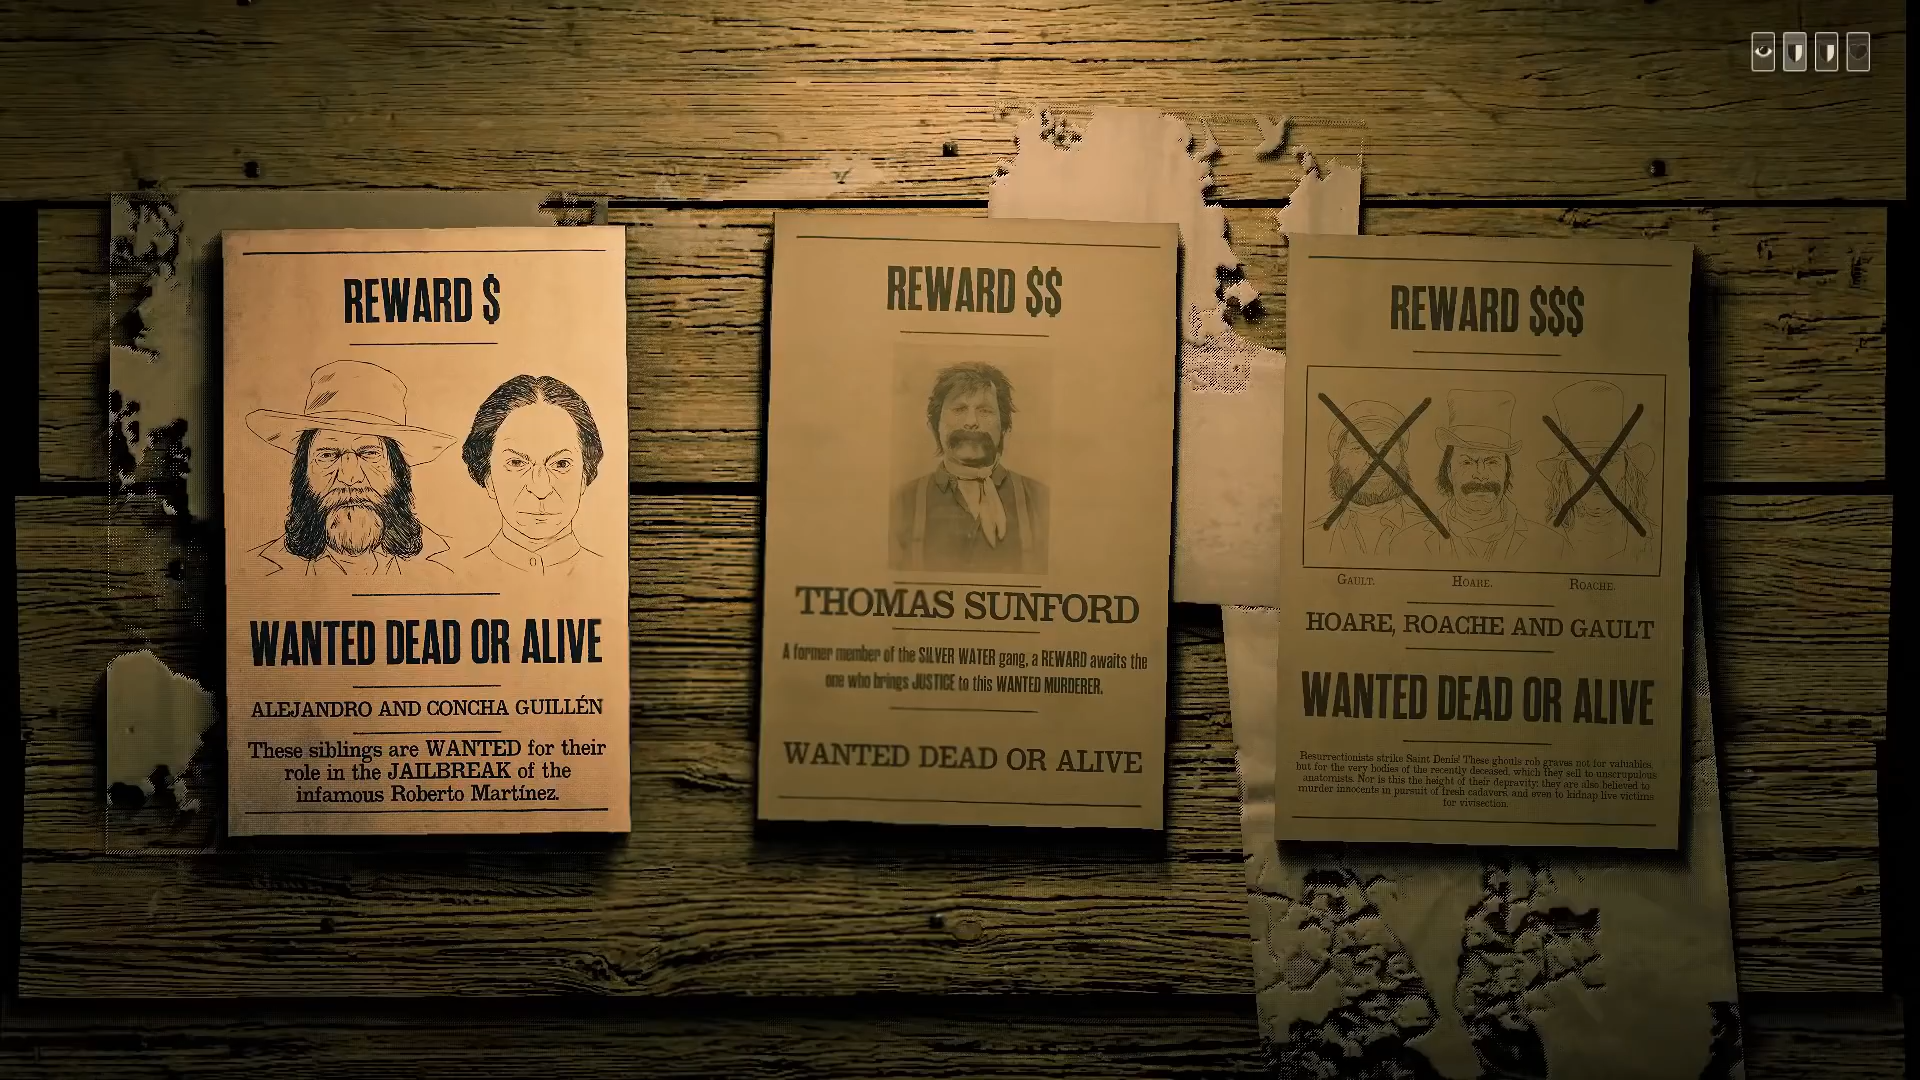 REWARD $
WANTED DEAD OR ALIVE
ALEJANDRO AND CONCHA GUILLÉN
These siblings are WANTED for their
role in the JAILBREAK of the
infamous Roberto Martínez.
REWARD $$
THOMAS SUNFORD
A former member of the SILVER WATER gang, a REWARD awaits the
one who brings JUSTICE to this WANTED MURDERER.
WANTED DEAD OR ALIVE
REWARD $$$
GAULT. HOARE. ROACHE.
HOARE, ROACHE AND GAULT
WANTED DEAD OR ALIVE
Resurrectionists strike Saint Denis! These ghouls rob graves not for valuables,
but for the very bodies of the recently deceased, which they sell to unscrupulous
anatomists. Nor is this the height of their depravity; they are also believed to
murder innocents in pursuit of fresh cadavers, and even to kidnap live victims
for vivisection.